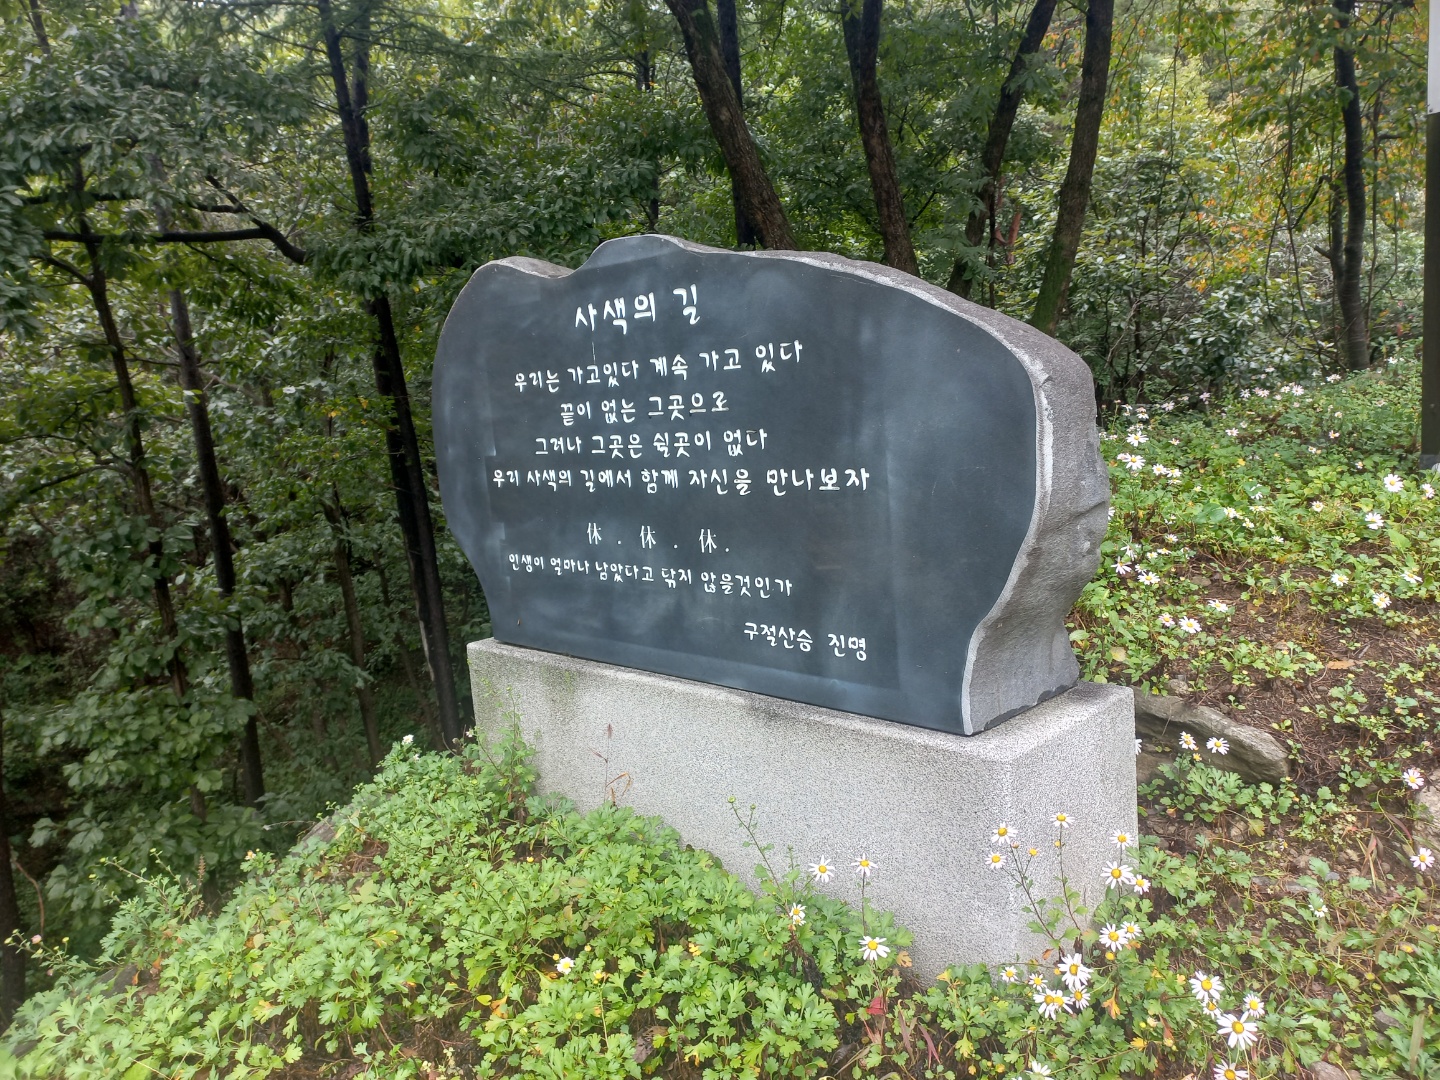 사색의 길
우리는 가고있다 계속 가고 있다
끝이 없는 그곳으로
그러나 그곳은 쉴곳이 없다
우리 사색의 길에서 함께 자신을 만나보자
休 . 休 . 休 .
인생이 얼마나 남았다고 닦지 않을것인가
구절산승 진명